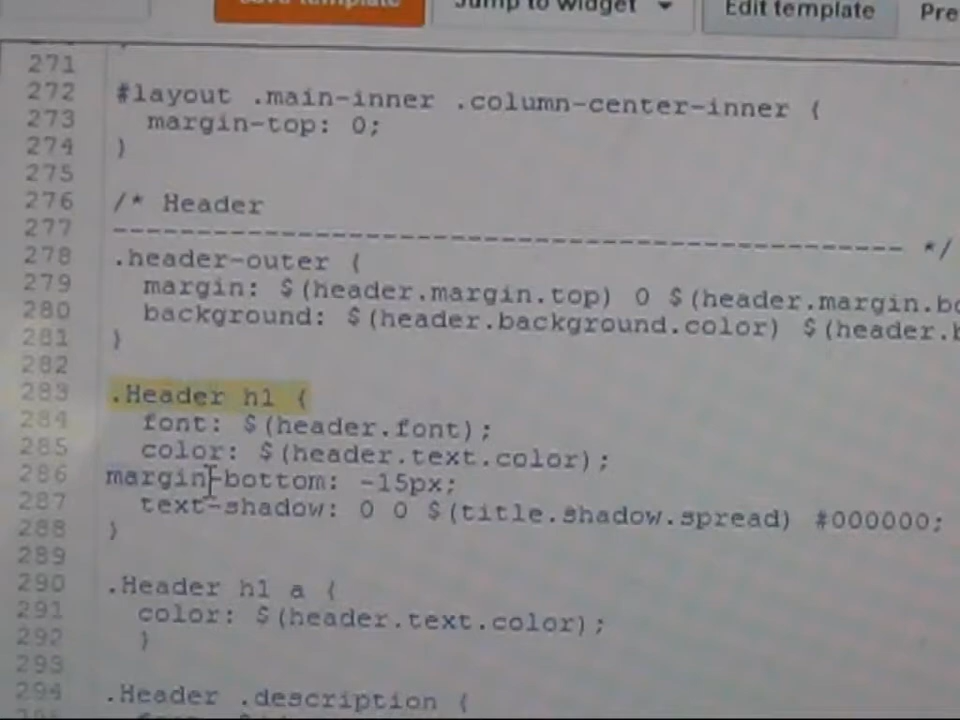 save template Jump to widget Edit template Pre
271
272 #layout .main-inner .column-center-inner {
273 margin-top: 0;
274 }
275
276 /* Header
277 ----------------------------------------------- */
278 .header-outer {
279 margin: $(header.margin.top) 0 $(header.margin.bo
280 background: $(header.background.color) $(header.b
281 }
282
283 .Header h1 {
284 font: $(header.font);
285 color: $(header.text.color);
286 margin-bottom: -15px;
287 text-shadow: 0 0 $(title.shadow.spread) #000000;
288 }
289
290 .Header h1 a {
291 color: $(header.text.color);
292 }
293
294 .Header .description {